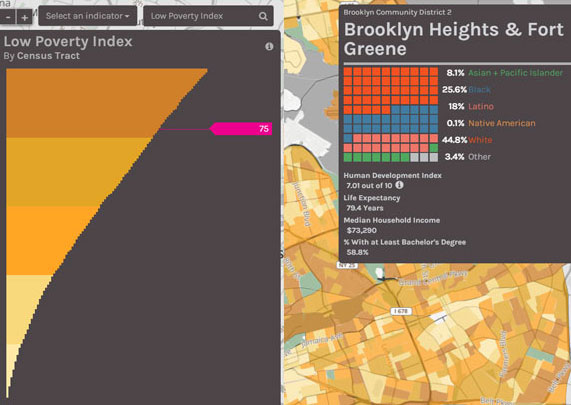 - +
Select an indicator
Low Poverty Index
Low Poverty Index
By Census Tract
75
Brooklyn Community District 2
Brooklyn Heights & Fort
Greene
8.1% Asian + Pacific Islander
25.6% Black
18% Latino
0.1% Native American
44.8% White
3.4% Other
Human Development Index
7.01 out of 10
Life Expectancy
79.4 Years
Median Household Income
$73,290
% With at Least Bachelor's Degree
58.8%
NY 25
I 678